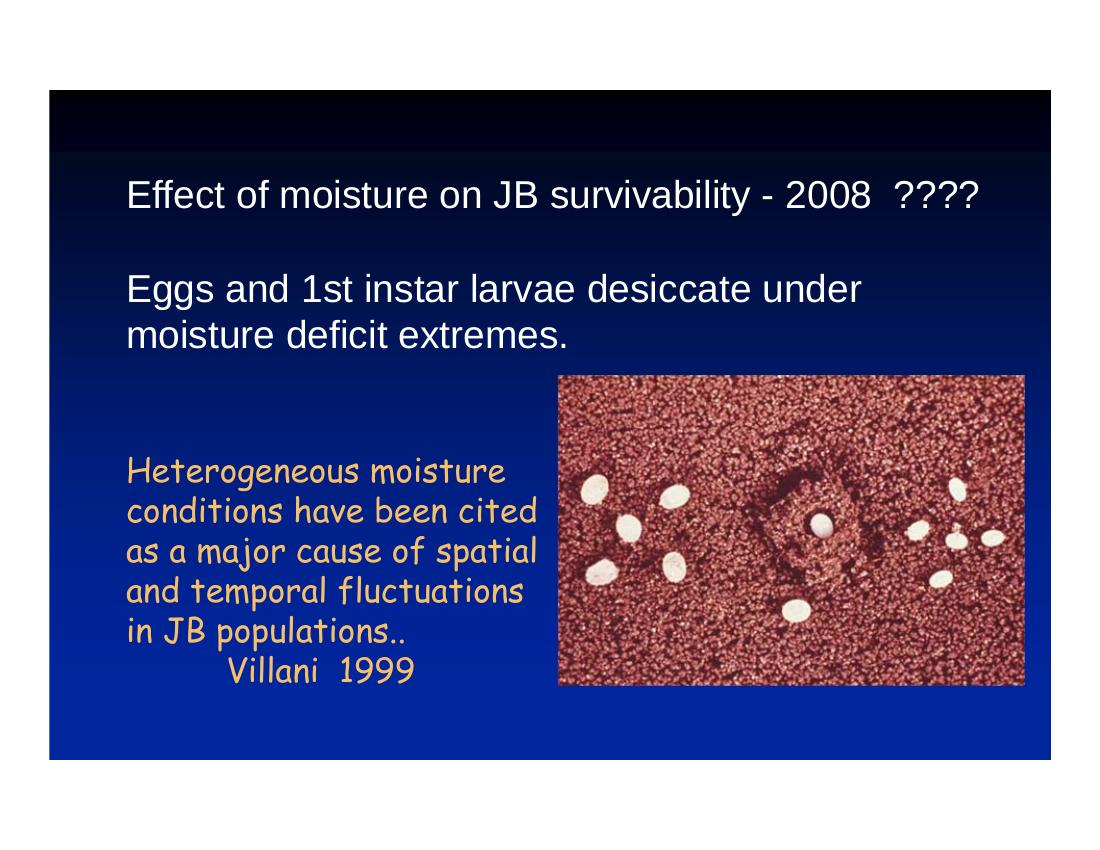 Effect of moisture on JB survivability - 2008  ????
Eggs and 1st instar larvae desiccate under
moisture deficit extremes.
Heterogeneous moisture
conditions have been cited
as a major cause of spatial
and temporal fluctuations
in JB populations..
Villani  1999